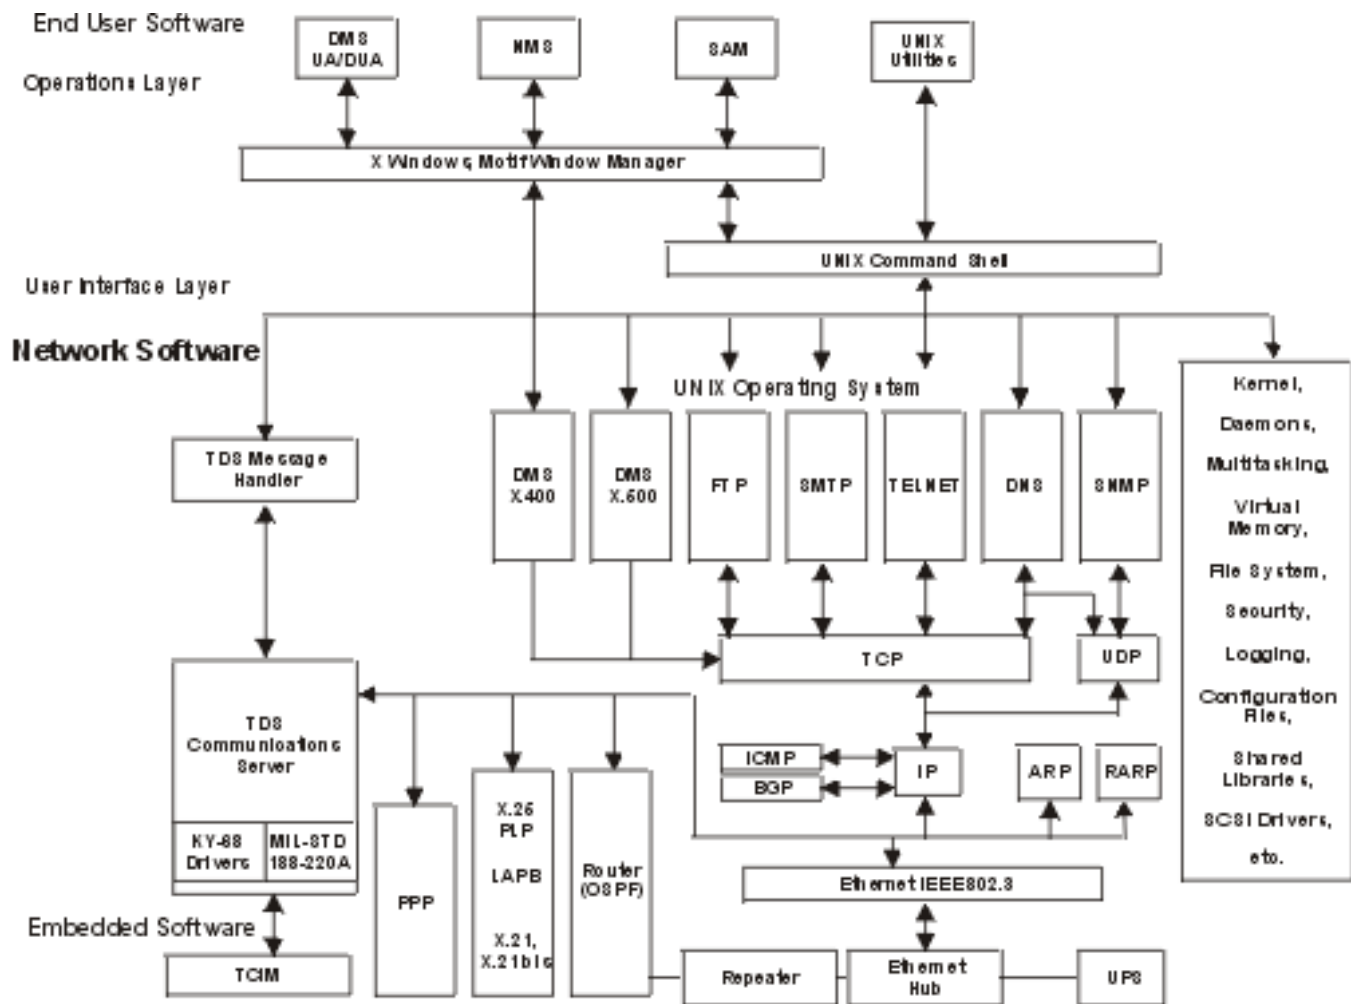 End User Software
DMS
UA/DUA
NMS
SAM
UNIX
Utilities
Operations Layer
X Windows, Motif Window Manager
UNIX Command Shell
User Interface Layer
Network Software
UNIX Operating System
TDS Message
Handler
DMS
X.400
DMS
X.500
FTP
SMTP
TELNET
DNS
SNMP
Kernel,
Daemons,
Multitasking,
Virtual
Memory,
File System,
Security,
Logging,
Configuration
Files,
Shared
Libraries,
SCSI Drivers,
etc.
TCP
UDP
TDS
Communications
Server
KY-68
Drivers
MIL-STD
188-220A
ICMP
BGP
IP
ARP
RARP
PPP
X.25
PLP
LAPB
X.21,
X.21bis
Router
(OSPF)
Ethernet IEEE802.3
Embedded Software
TCIM
Repeater
Ethernet
Hub
UPS